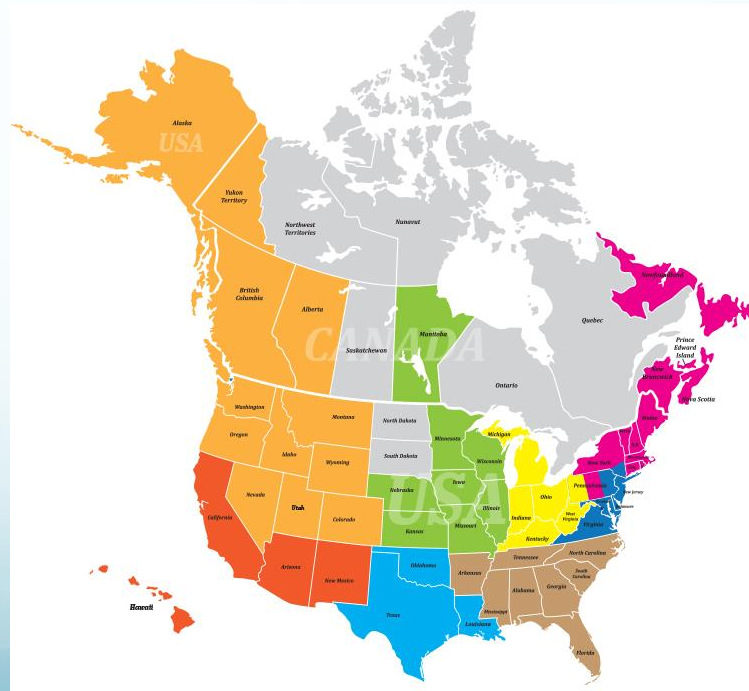 Alaska
USA
Yukon
Territory
Northwest
Territories
Nunavut
British
Columbia
Alberta
CANADA
Saskatchewan
Manitoba
Ontario
Quebec
Newfoundland
Prince
Edward
Island
New
Brunswick
Nova Scotia
Washington
Oregon
Idaho
Montana
Wyoming
North Dakota
South Dakota
Minnesota
Wisconsin
Michigan
New York
Nevada
Utah
Colorado
California
Nebraska
Kansas
USA
Iowa
Missouri
Illinois
Indiana
Ohio
Pennsylvania
New Jersey
West
Virginia
Virginia
Kentucky
Arizona
New Mexico
Oklahoma
Texas
Arkansas
Louisiana
Tennessee
North Carolina
South
Carolina
Mississippi
Alabama
Georgia
Florida
Hawaii